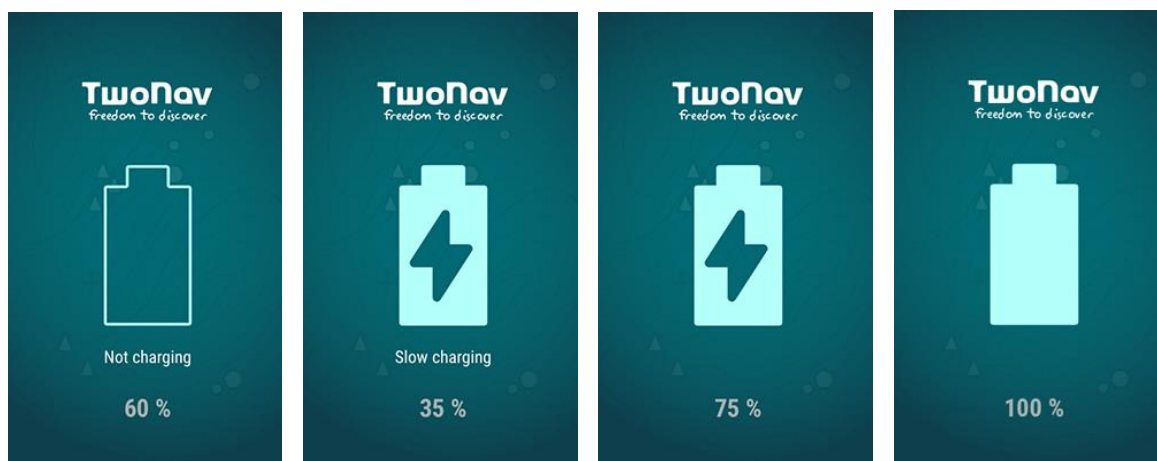 TwoNav
freedom to discover
Not charging
60 %
TwoNav
freedom to discover
Slow charging
35 %
TwoNav
freedom to discover
75 %
TwoNav
freedom to discover
100 %